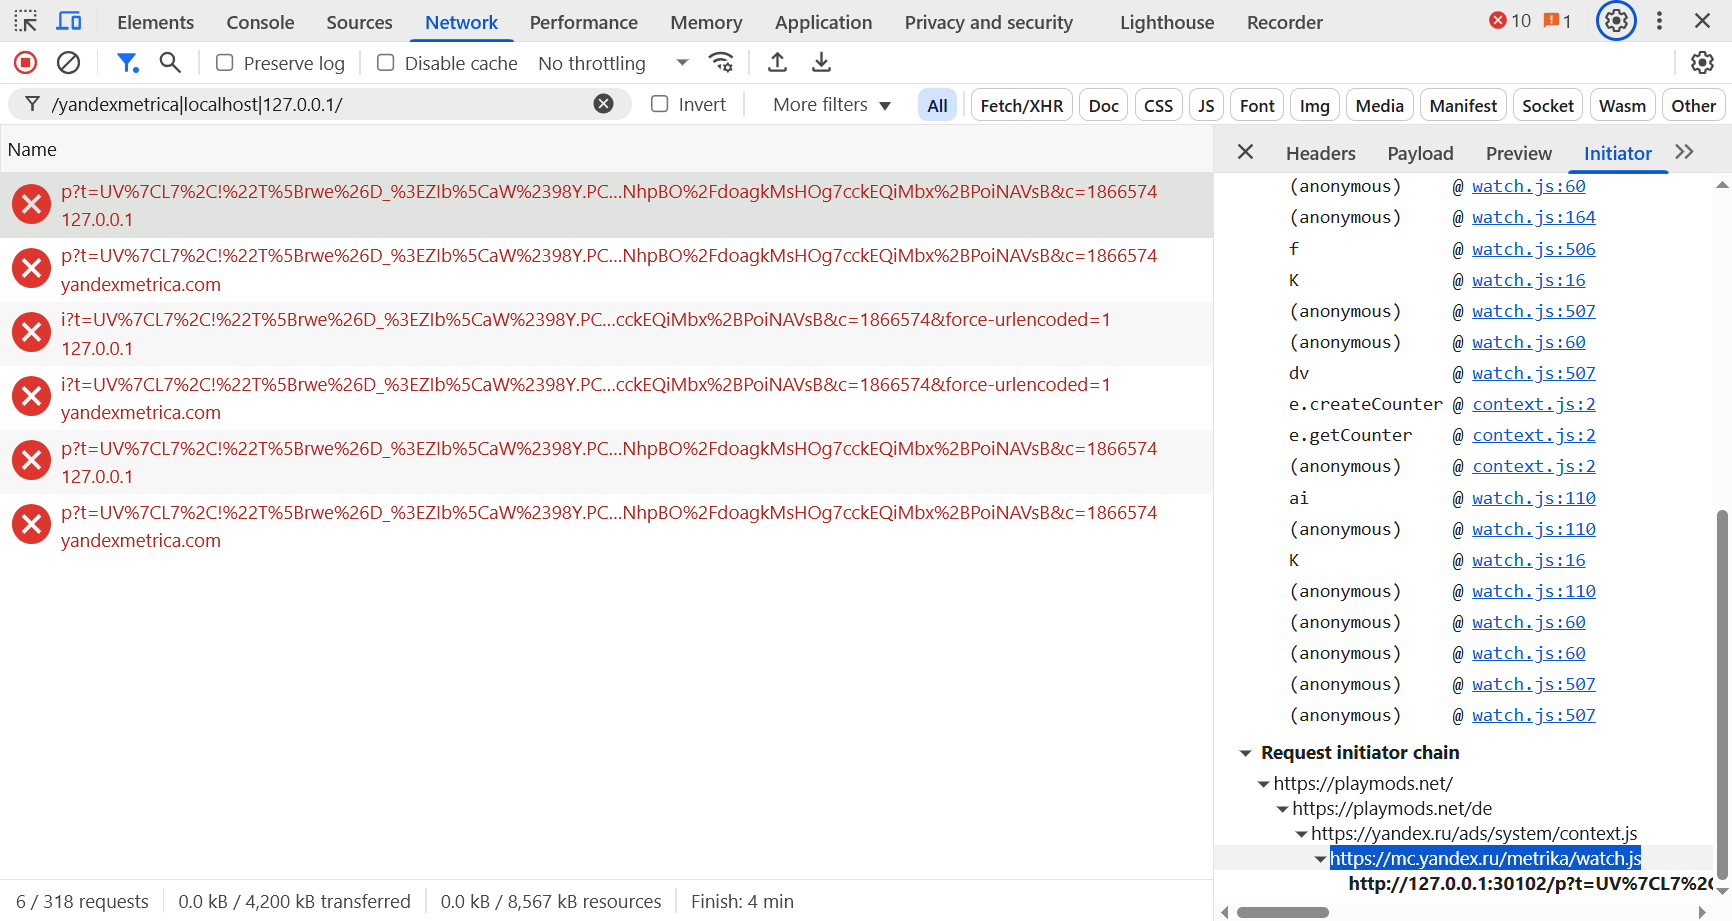 Elements Console Sources Network Performance Memory Application Privacy and security Lighthouse Recorder 10 1
Preserve log Disable cache No throttling
/yandexmetrica|localhost|127.0.0.1/ Invert More filters All Fetch/XHR Doc CSS JS Font Img Media Manifest Socket Wasm Other
Name
p?t=UV%7CL7%2C!%22T%5Brwe%26D_%3EZIb%5CaW%2398Y.PC...NhpBO%2FdoagkMsHOg7cckEQiMbx%2BPoiNAVsB&c=1866574
127.0.0.1
p?t=UV%7CL7%2C!%22T%5Brwe%26D_%3EZIb%5CaW%2398Y.PC...NhpBO%2FdoagkMsHOg7cckEQiMbx%2BPoiNAVsB&c=1866574
yandexmetrica.com
i?t=UV%7CL7%2C!%22T%5Brwe%26D_%3EZIb%5CaW%2398Y.PC...cckEQiMbx%2BPoiNAVsB&c=1866574&force-urlencoded=1
127.0.0.1
i?t=UV%7CL7%2C!%22T%5Brwe%26D_%3EZIb%5CaW%2398Y.PC...cckEQiMbx%2BPoiNAVsB&c=1866574&force-urlencoded=1
yandexmetrica.com
p?t=UV%7CL7%2C!%22T%5Brwe%26D_%3EZIb%5CaW%2398Y.PC...NhpBO%2FdoagkMsHOg7cckEQiMbx%2BPoiNAVsB&c=1866574
127.0.0.1
p?t=UV%7CL7%2C!%22T%5Brwe%26D_%3EZIb%5CaW%2398Y.PC...NhpBO%2FdoagkMsHOg7cckEQiMbx%2BPoiNAVsB&c=1866574
yandexmetrica.com
Headers Payload Preview Initiator
(anonymous) @ watch.js:60
(anonymous) @ watch.js:164
f @ watch.js:506
K @ watch.js:16
(anonymous) @ watch.js:507
(anonymous) @ watch.js:60
dv @ watch.js:507
e.createCounter @ context.js:2
e.getCounter @ context.js:2
(anonymous) @ context.js:2
ai @ watch.js:110
(anonymous) @ watch.js:110
K @ watch.js:16
(anonymous) @ watch.js:110
(anonymous) @ watch.js:60
(anonymous) @ watch.js:60
(anonymous) @ watch.js:507
(anonymous) @ watch.js:507
Request initiator chain
https://playmods.net/
https://playmods.net/de
https://yandex.ru/ads/system/context.js
https://mc.yandex.ru/metrika/watch.js
http://127.0.0.1:30102/p?t=UV%7CL7%2C
6 / 318 requests 0.0 kB / 4,200 kB transferred 0.0 kB / 8,567 kB resources Finish: 4 min